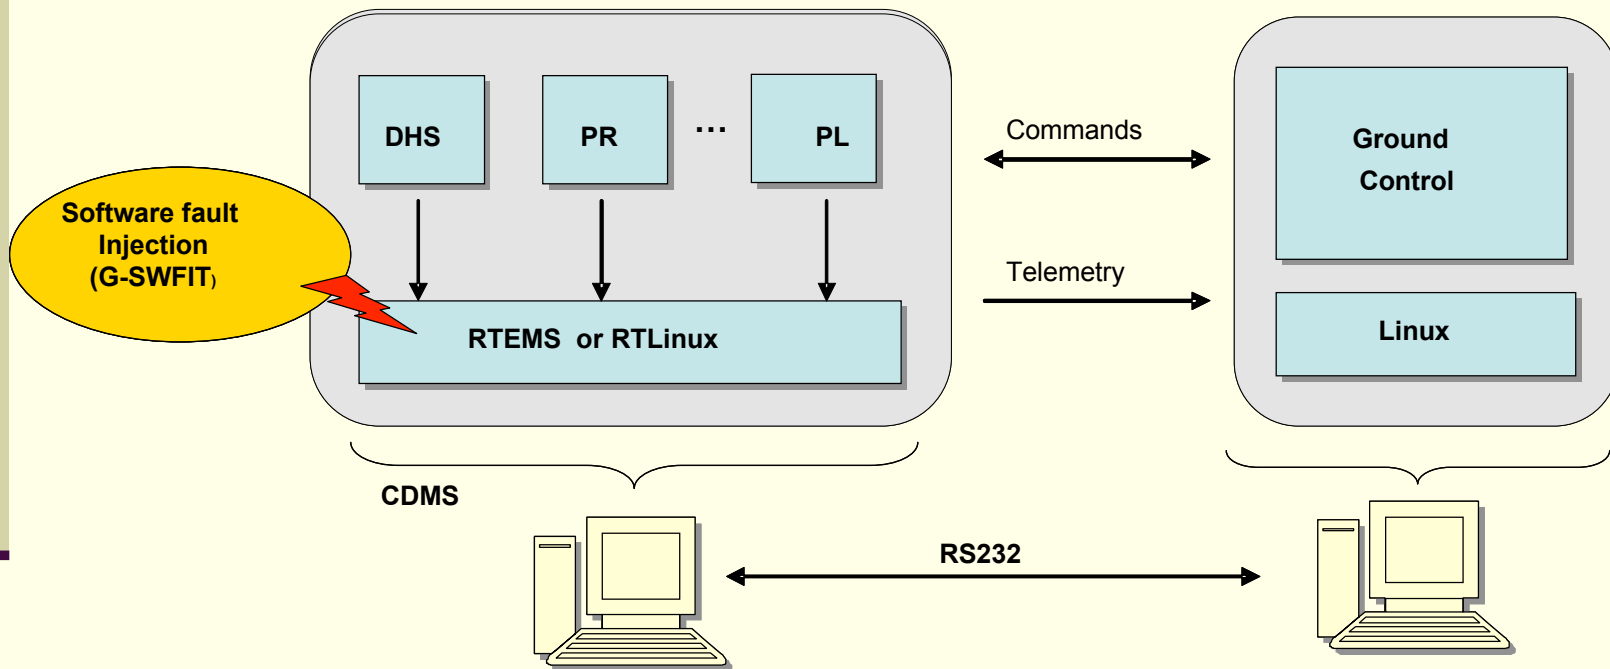 DHS
PR
...
PL
Commands
Ground
Control
Software fault
Injection
(G-SWFIT)
Telemetry
RTEMS or RTLinux
Linux
CDMS
RS232